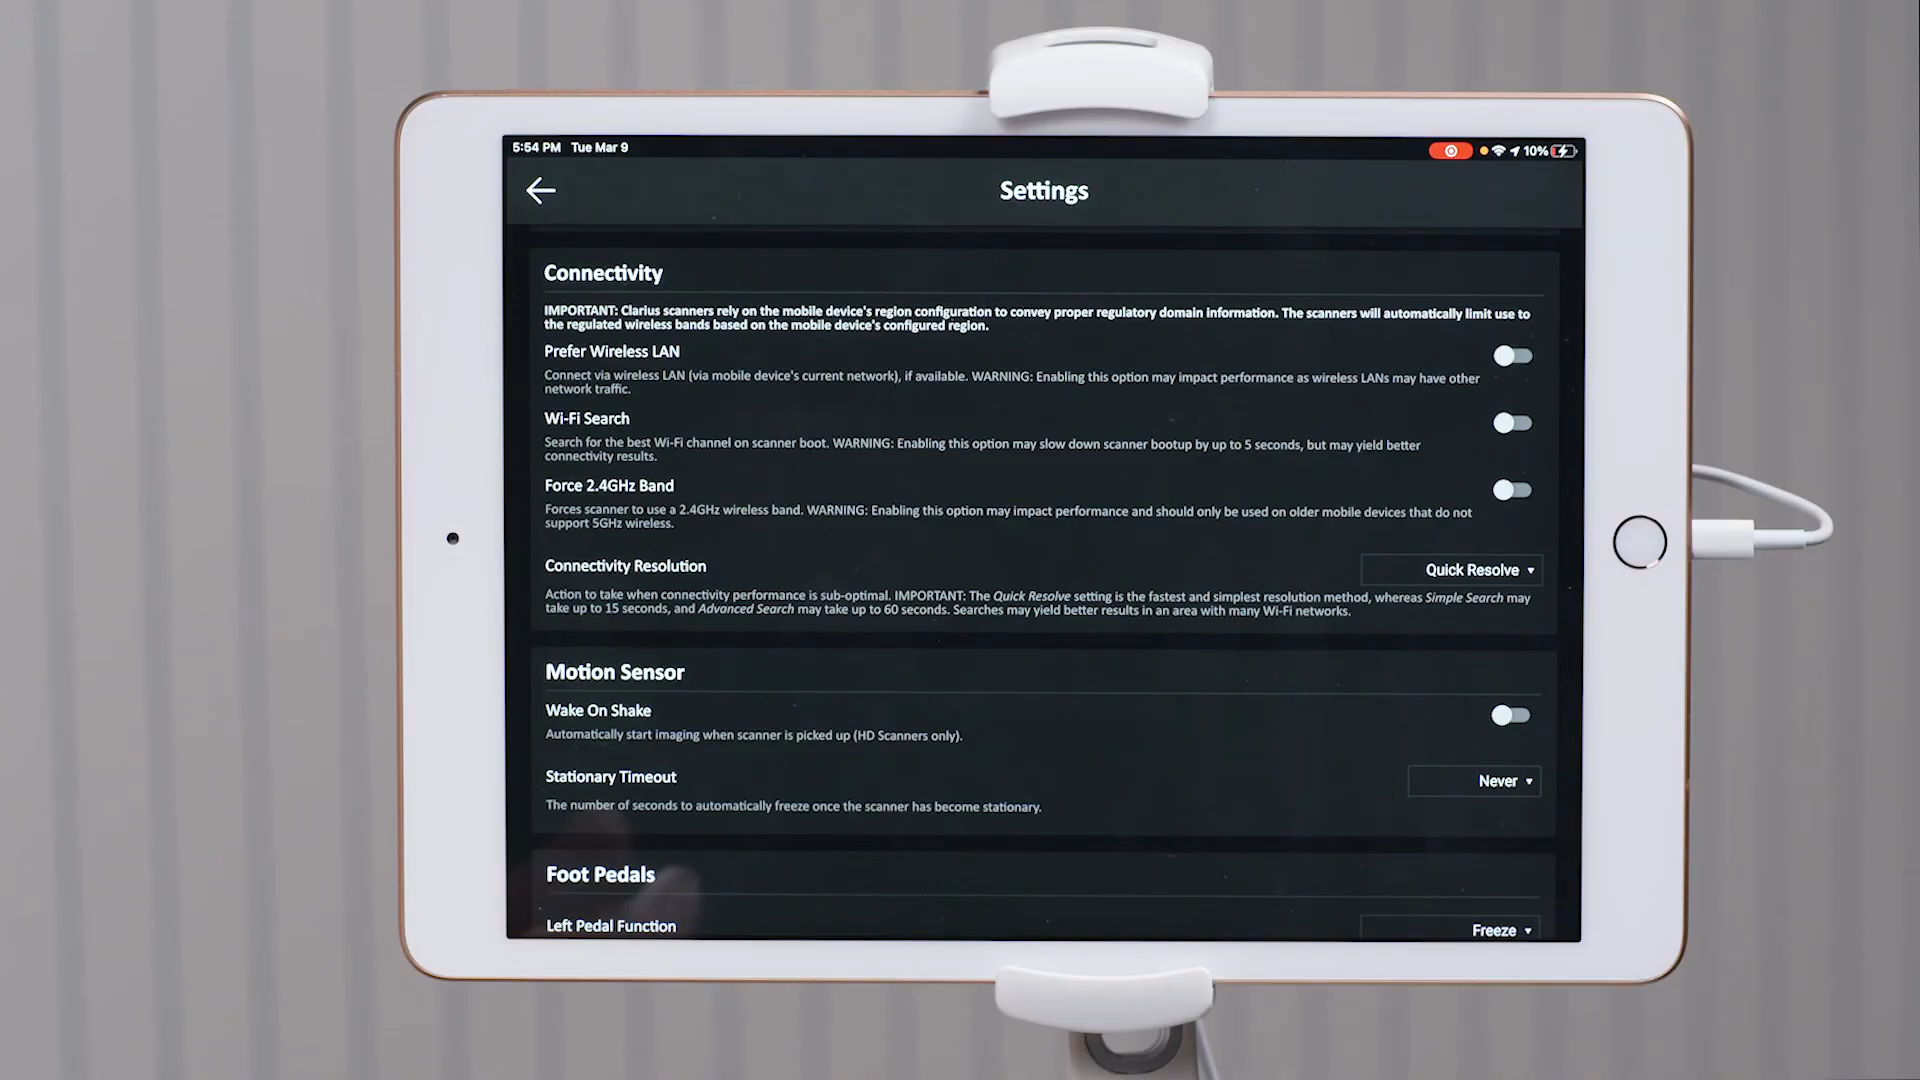 5:54 PM Tue Mar 9
10%
Settings
Connectivity
IMPORTANT: Clarius scanners rely on the mobile device's region configuration to convey proper regulatory domain information. The scanners will automatically limit use to
the regulated wireless bands based on the mobile device's configured region.
Prefer Wireless LAN
Connect via wireless LAN (via mobile device's current network), if available. WARNING: Enabling this option may impact performance as wireless LANs may have other
network traffic.
Wi-Fi Search
Search for the best Wi-Fi channel on scanner boot. WARNING: Enabling this option may slow down scanner bootup by up to 5 seconds, but may yield better
connectivity results.
Force 2.4GHz Band
Forces scanner to use a 2.4GHz wireless band. WARNING: Enabling this option may impact performance and should only be used on older mobile devices that do not
support 5GHz wireless.
Connectivity Resolution
Quick Resolve
Action to take when connectivity performance is sub-optimal. IMPORTANT: The Quick Resolve setting is the fastest and simplest resolution method, whereas Simple Search may
take up to 15 seconds, and Advanced Search may take up to 60 seconds. Searches may yield better results in an area with many Wi-Fi networks.
Motion Sensor
Wake On Shake
Automatically start imaging when scanner is picked up (HD Scanners only).
Stationary Timeout
Never
The number of seconds to automatically freeze once the scanner has become stationary.
Foot Pedals
Left Pedal Function
Freeze